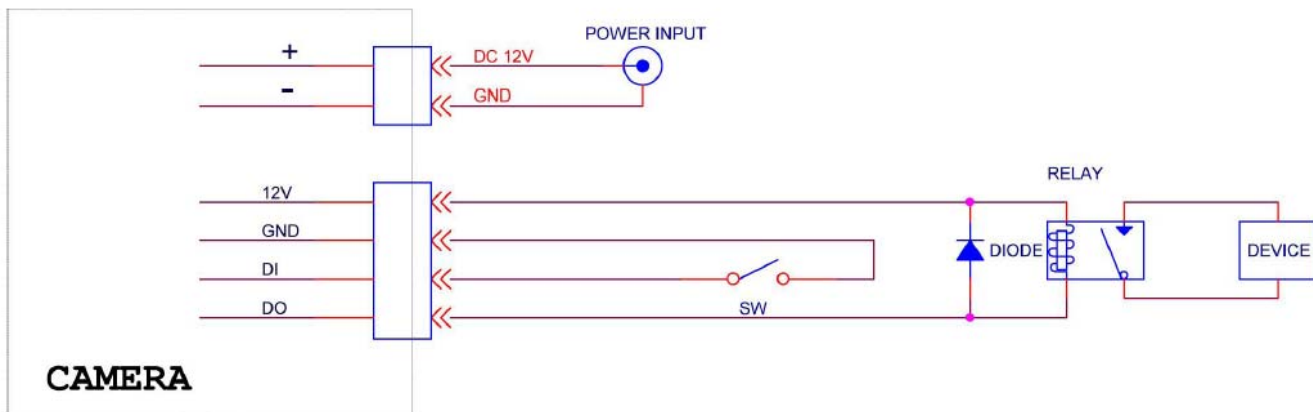 POWER INPUT
+
DC 12V
-
GND
RELAY
12V
GND
DIODE
DEVICE
DI
DO
SW
CAMERA